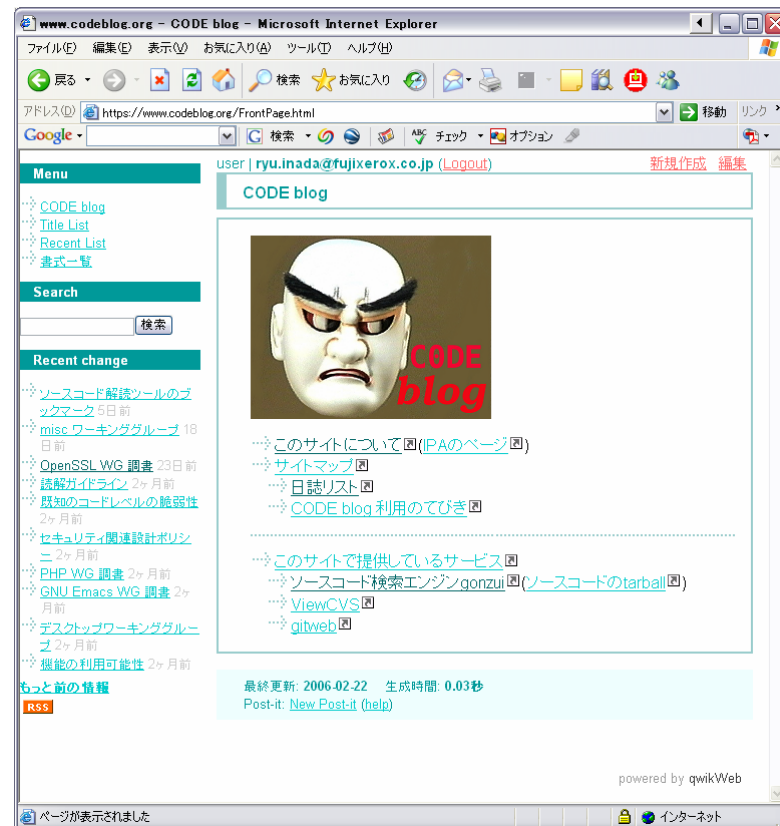 www.codeblog.org - CODE blog - Microsoft Internet Explorer
ファイル(F) 編集(E) 表示(V) お気に入り(A) ツール(T) ヘルプ(H)
戻る 検索 お気に入り
アドレス(D) https://www.codeblog.org/FrontPage.html 移動 リンク
Google 検索 ABC チェック オプション
user | ryu.inada@fujixerox.co.jp (Logout) 新規作成 編集
Menu
CODE blog
Title List
Recent List
書式一覧
Search
検索
Recent change
ソースコード解読ツールのブ
ックマーク 5日前
misc ワーキンググループ 18
日前
OpenSSL WG 調書 23日前
読解ガイドライン 2ヶ月前
既知のコードレベルの脆弱性
2ヶ月前
セキュリティ関連設計ポリシ
ー 2ヶ月前
PHP WG 調書 2ヶ月前
GNU Emacs WG 調書 2ヶ
月前
デスクトップワーキンググルー
プ 2ヶ月前
機能の利用可能性 2ヶ月前
もっと前の情報
RSS
CODE blog
CODE
blog
このサイトについて(IPAのページ)
サイトマップ
日誌リスト
CODE blog 利用のてびき
このサイトで提供しているサービス
ソースコード検索エンジンgonzui(ソースコードのtarball)
ViewCVS
gitweb
最終更新: 2006-02-22 生成時間: 0.03秒
Post-it: New Post-it (help)
powered by qwikWeb
ページが表示されました インターネット